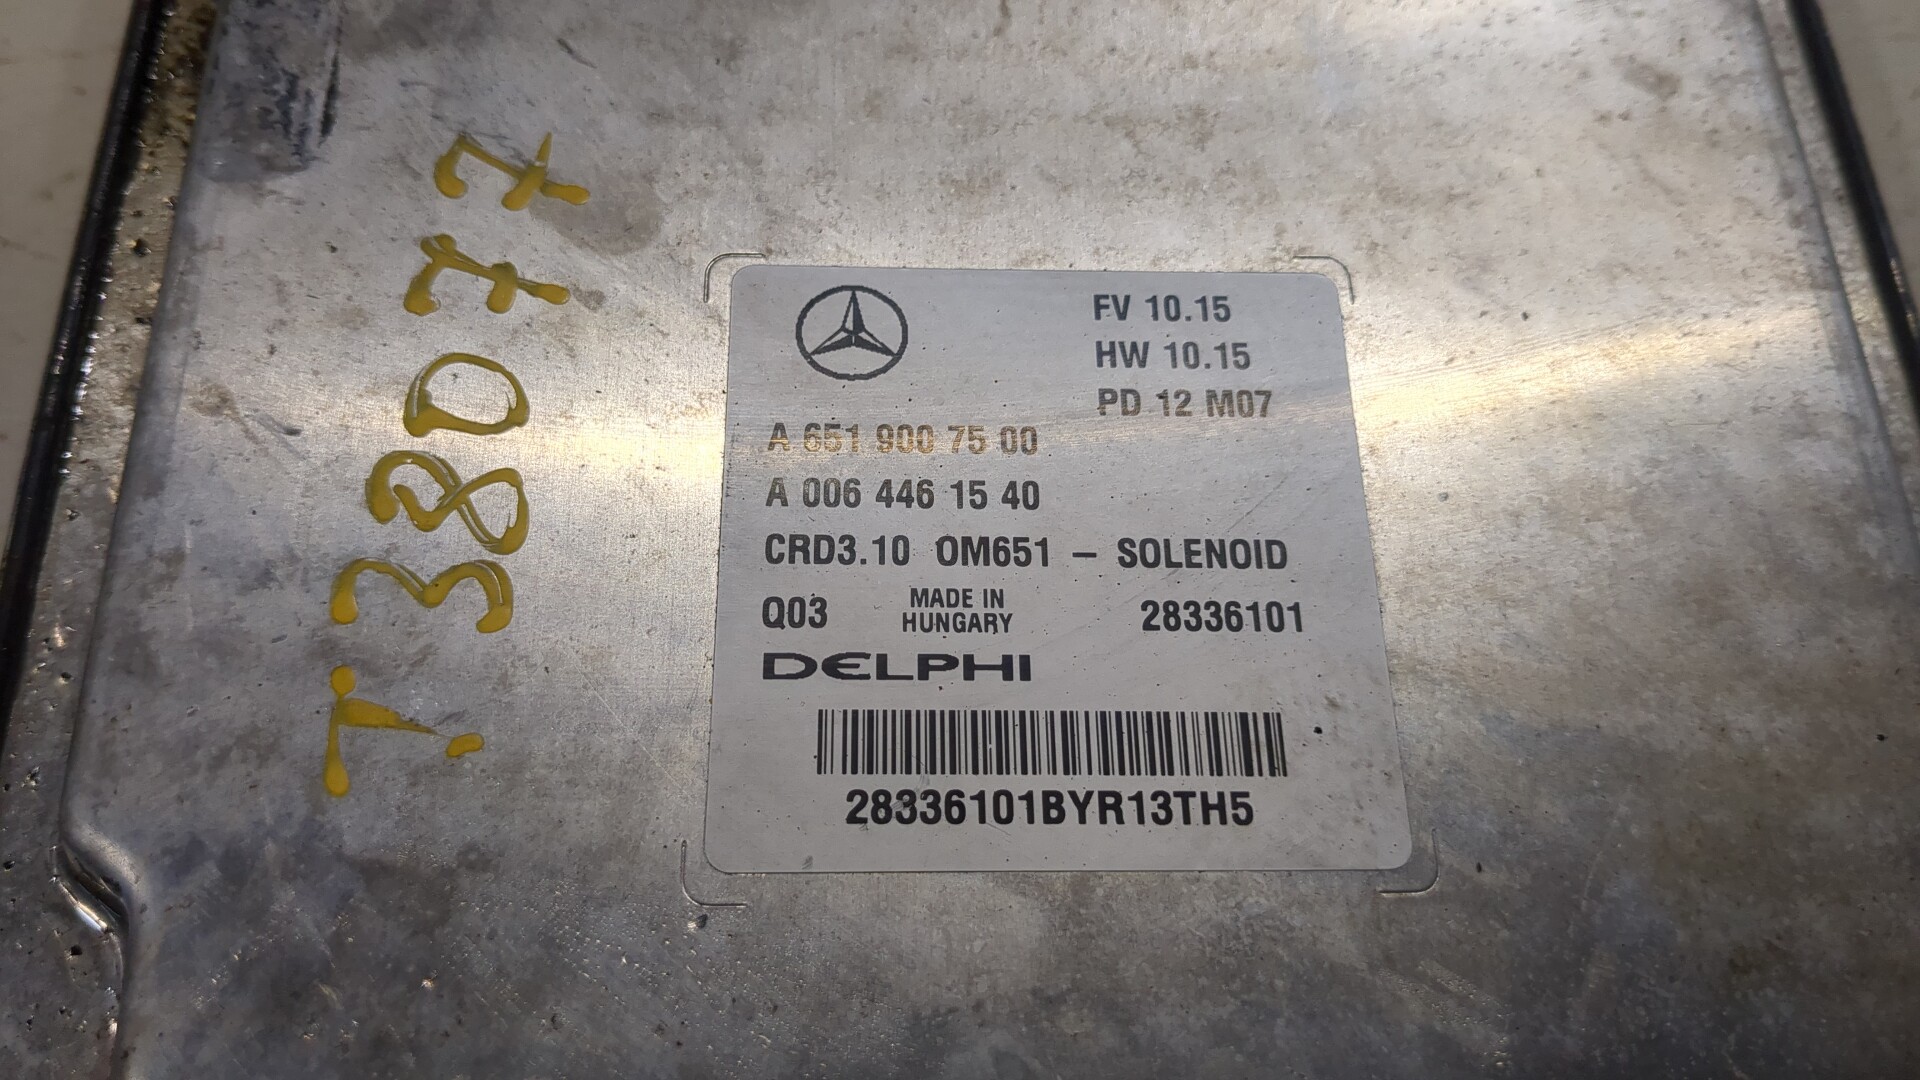 T38077
FV 10.15
HW 10.15
PD 12 M07
A 651 900 75 00
A 006 446 15 40
CRD3.10 OM651 – SOLENOID
Q03 MADE IN HUNGARY 28336101
DELPHI
28336101BYR13TH5